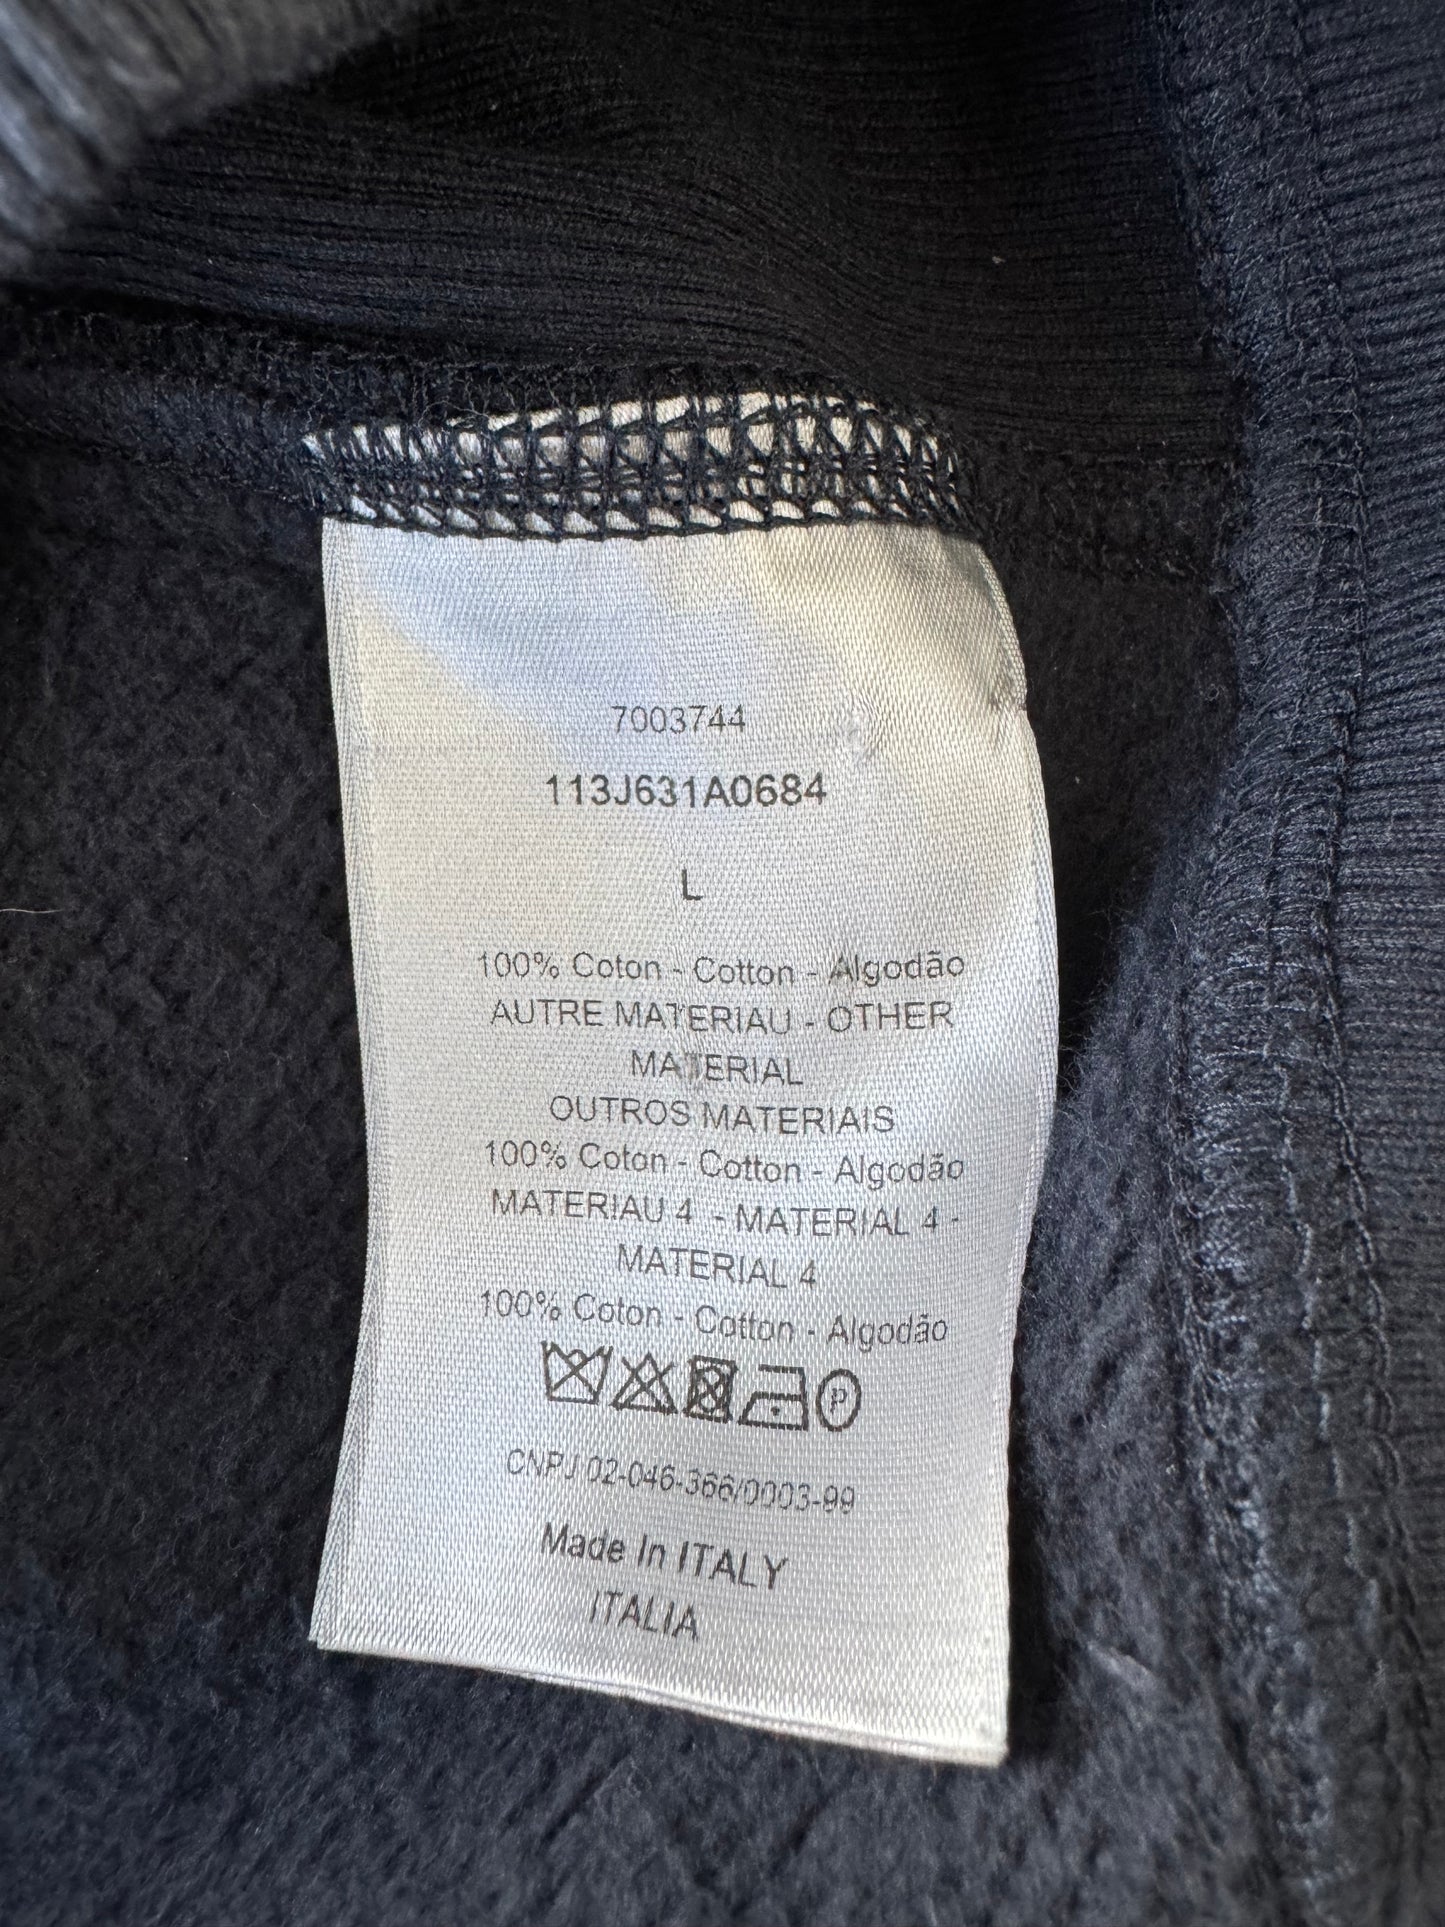 7003744
113J631A0684
L
100% Coton - Cotton - Algodão
AUTRE MATERIAU - OTHER
MATERIAL
OUTROS MATERIAIS
100% Coton - Cotton - Algodão
MATERIAU 4 - MATERIAL 4 -
MATERIAL 4
100% Coton - Cotton - Algodão
P
CNPJ 02-046-366/0003-99
Made In ITALY
ITALIA